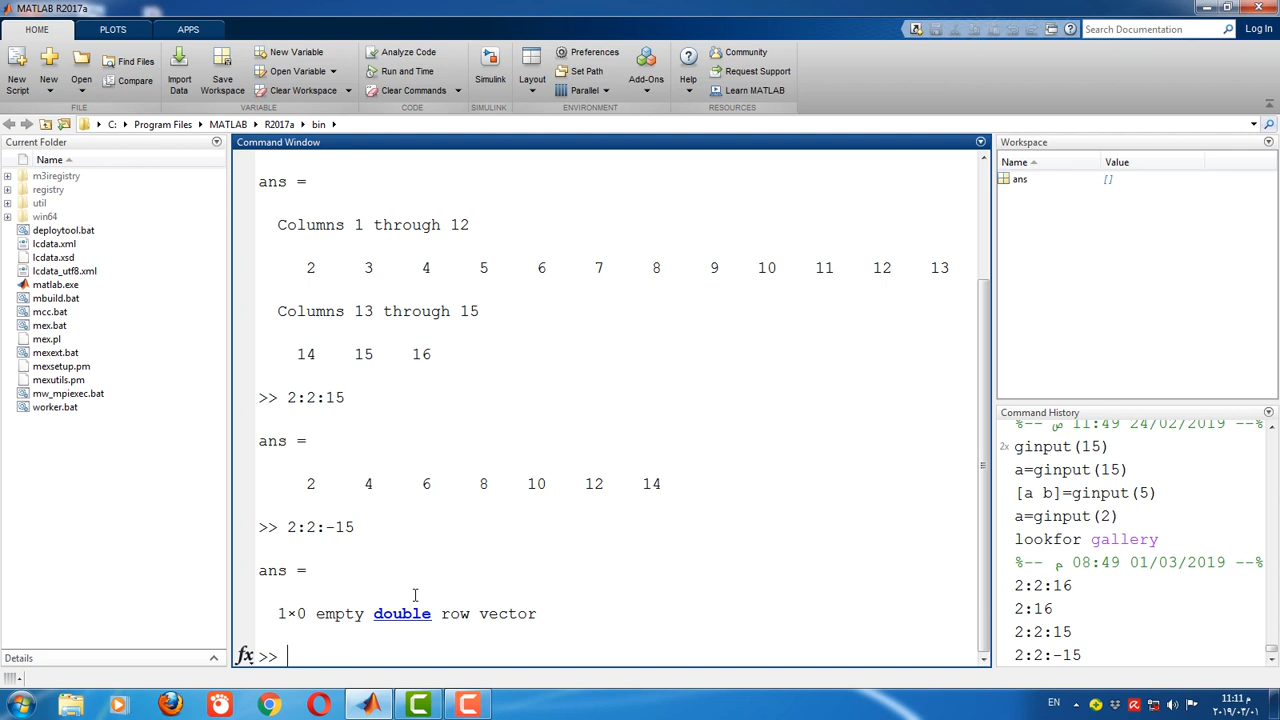 MATLAB R2017a
HOME
PLOTS
APPS
Search Documentation
Log In
New Script
New
Open
Find Files
Compare
Import Data
Save Workspace
New Variable
Open Variable
Clear Workspace
Analyze Code
Run and Time
Clear Commands
Simulink
Layout
Preferences
Set Path
Parallel
Add-Ons
Help
Community
Request Support
Learn MATLAB
FILE
VARIABLE
CODE
SIMULINK
ENVIRONMENT
RESOURCES
C: Program Files MATLAB R2017a bin
Current Folder
Name
m3iregistry
registry
util
win64
deploytool.bat
lcdata.xml
lcdata.xsd
lcdata_utf8.xml
matlab.exe
mbuild.bat
mcc.bat
mex.bat
mex.pl
mexext.bat
mexsetup.pm
mexutils.pm
mw_mpiexec.bat
worker.bat
Details
Command Window
ans =
Columns 1 through 12
2 3 4 5 6 7 8 9 10 11 12 13
Columns 13 through 15
14 15 16
>> 2:2:15
ans =
2 4 6 8 10 12 14
>> 2:2:-15
ans =
1×0 empty double row vector
fx >>
Workspace
Name Value
ans []
Command History
%-- ص 11:49 24/02/2019 --%
2x ginput(15)
a=ginput(15)
[a b]=ginput(5)
a=ginput(2)
lookfor gallery
%-- م 08:49 01/03/2019 --%
2:2:16
2:16
2:2:15
2:2:-15
EN
11:11 م
٢٠١٩/٠٣/٠١